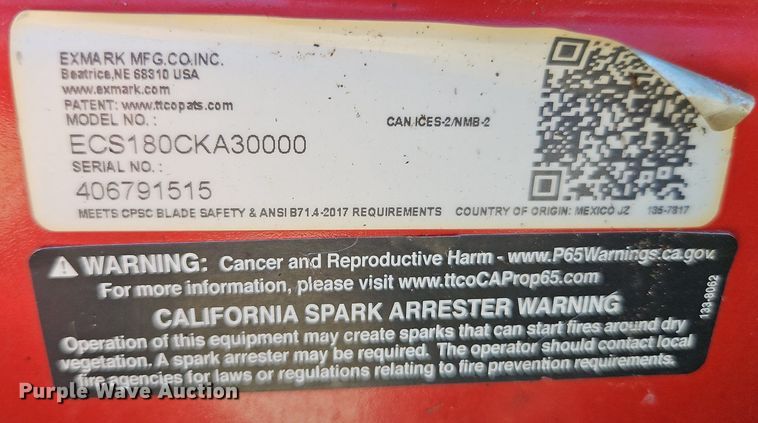 EXMARK MFG.CO.INC.
Beatrice,NE 68310 USA
www.exmark.com
PATENT: www.ttcopats.com
MODEL NO. :
CAN ICES-2/NMB-2
ECS180CKA30000
SERIAL NO. :
406791515
MEETS CPSC BLADE SAFETY & ANSI B71.4-2017 REQUIREMENTS COUNTRY OF ORIGIN: MEXICO JZ 135-7817
WARNING: Cancer and Reproductive Harm - www.P65Warnings.ca.gov.
For more information, please visit www.ttcoCAProp65.com
CALIFORNIA SPARK ARRESTER WARNING
Operation of this equipment may create sparks that can start fires around dry
vegetation. A spark arrester may be required. The operator should contact local
fire agencies for laws or regulations relating to fire prevention requirements.
133-8062
Purple Wave Auction